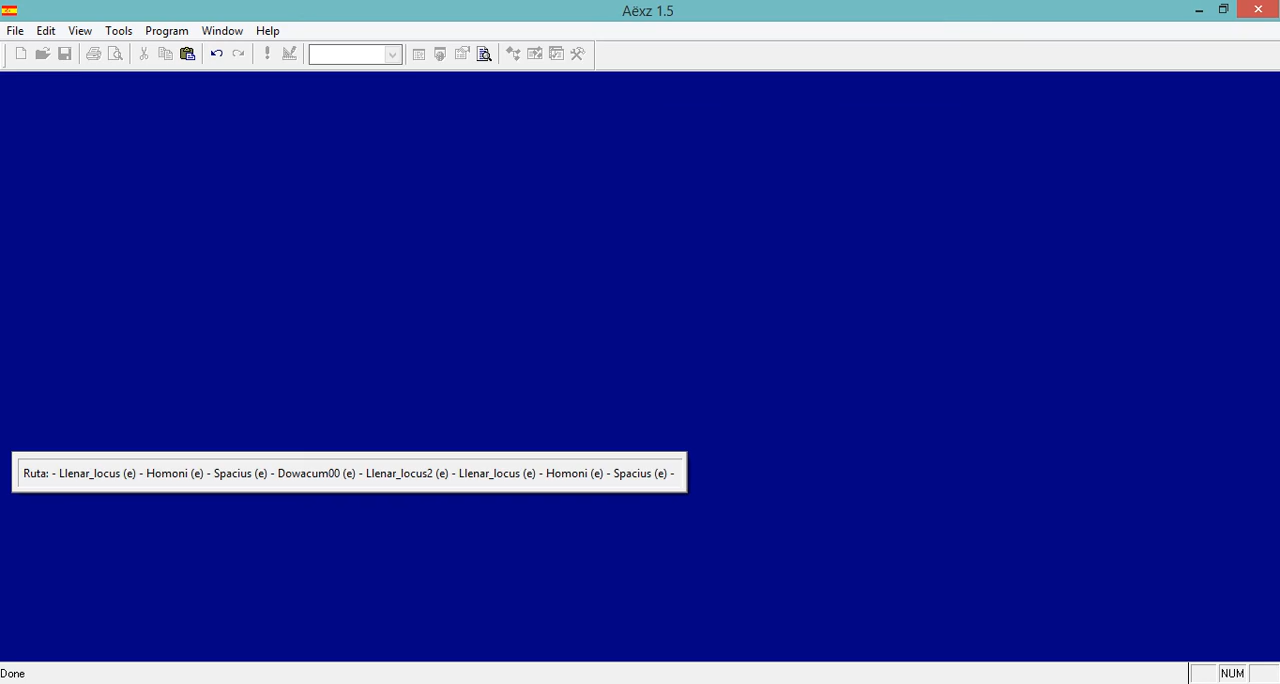 Aëxz 1.5
File Edit View Tools Program Window Help
Ruta: - Llenar_locus (e) - Homoni (e) - Spacius (e) - Dowacum00 (e) - Llenar_locus2 (e) - Llenar_locus (e) - Homoni (e) - Spacius (e) -
Done NUM